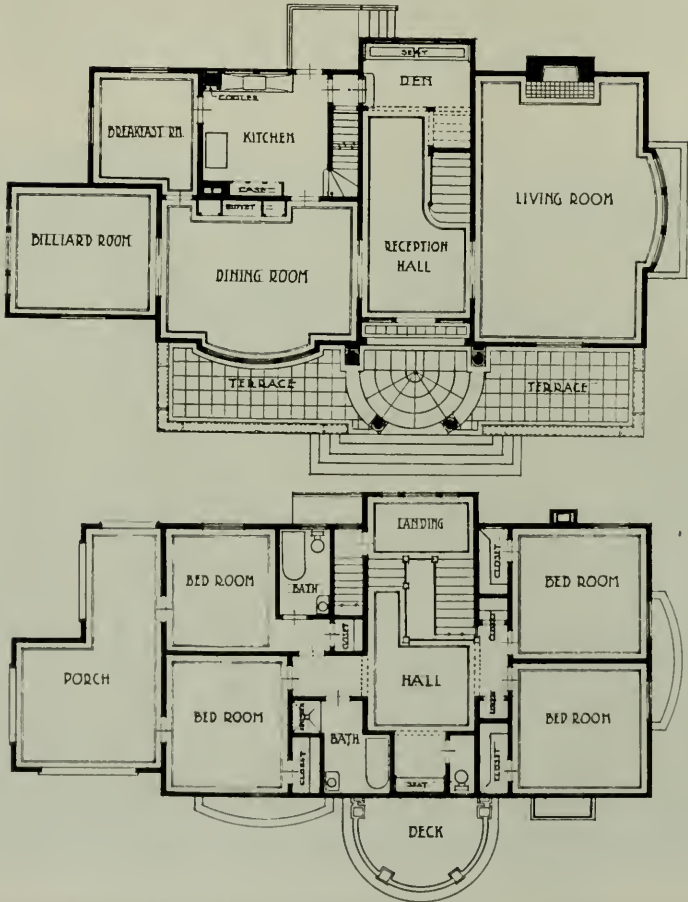 SEAT
DEN
COOLER
BREAKFAST RM.
KITCHEN
CASE
BUFFET
LIVING ROOM
BILLIARD ROOM
DINING ROOM
RECEPTION
HALL
TERRACE
TERRACE
LANDING
CLOSET
BED ROOM
BATH
BED ROOM
CLOSET
CLOSET
PORCH
HALL
BED ROOM
BED ROOM
BATH
CLOSET
CLOSET
SEAT
DECK